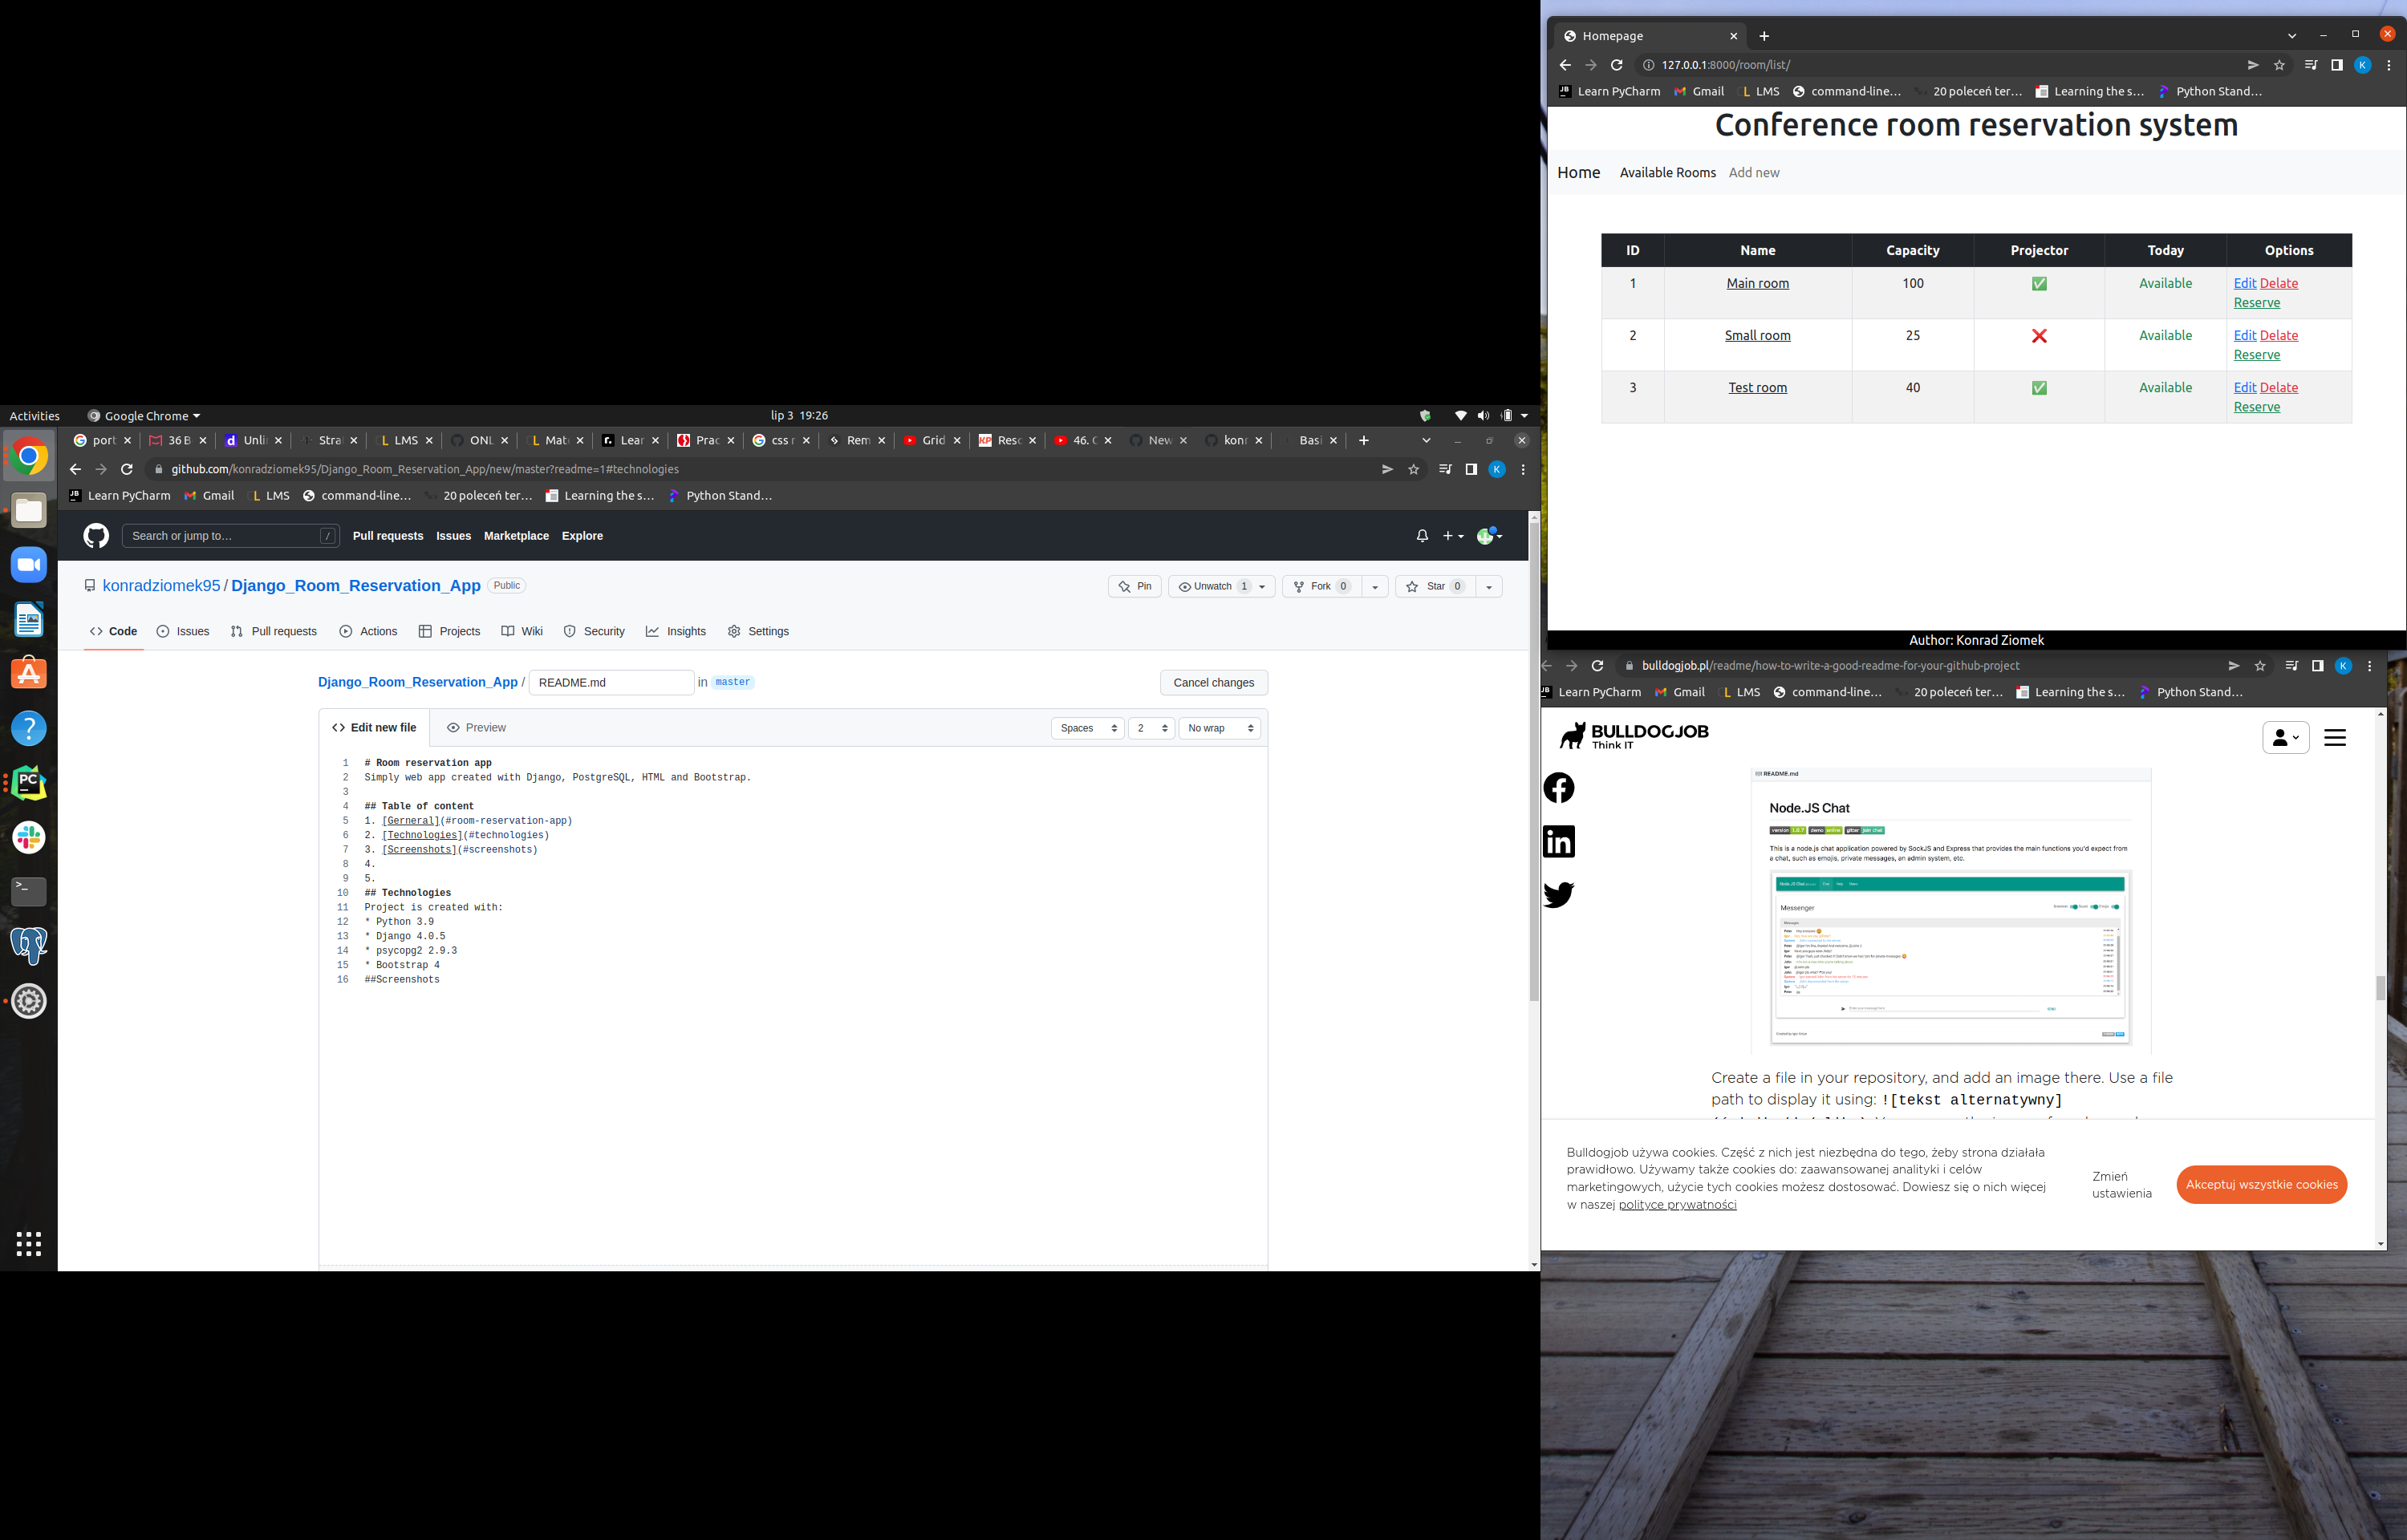 Activities
Google Chrome
lip 3 19:26
port
36 B
Unli
Stra
LMS
ONL
Mate
Lear
Prac
css r
Rem
Grid
Reso
46. C
New
konr
Basi
github.com/konradziomek95/Django_Room_Reservation_App/new/master?readme=1#technologies
Learn PyCharm
Gmail
LMS
command-line…
20 poleceń ter…
Learning the s…
Python Stand…
Search or jump to…
/
Pull requests
Issues
Marketplace
Explore
konradziomek95 / Django_Room_Reservation_App Public
Pin
Unwatch 1
Fork 0
Star 0
Code
Issues
Pull requests
Actions
Projects
Wiki
Security
Insights
Settings
Django_Room_Reservation_App / README.md in master
Cancel changes
Edit new file
Preview
Spaces
2
No wrap
1 # Room reservation app
2 Simply web app created with Django, PostgreSQL, HTML and Bootstrap.
3
4 ## Table of content
5 1. [Gerneral](#room-reservation-app)
6 2. [Technologies](#technologies)
7 3. [Screenshots](#screenshots)
8 4.
9 5.
10 ## Technologies
11 Project is created with:
12 * Python 3.9
13 * Django 4.0.5
14 * psycopg2 2.9.3
15 * Bootstrap 4
16 ##Screenshots
Homepage
127.0.0.1:8000/room/list/
K
Learn PyCharm
Gmail
LMS
command-line…
20 poleceń ter…
Learning the s…
Python Stand…
Conference room reservation system
Home
Available Rooms
Add new
ID Name Capacity Projector Today Options
1 Main room 100 ✅ Available Edit Delate
Reserve
2 Small room 25 ❌ Available Edit Delate
Reserve
3 Test room 40 ✅ Available Edit Delate
Reserve
Author: Konrad Ziomek
bulldogjob.pl/readme/how-to-write-a-good-readme-for-your-github-project
K
Learn PyCharm
Gmail
LMS
command-line…
20 poleceń ter…
Learning the s…
Python Stand…
BULLDOGJOB
Think IT
README.md
Node.JS Chat
This is a node.js chat application powered by SockJS and Express that provides the main functions you'd expect from
a chat, such as emojis, private messages, an admin system, etc.
Messenger
Create a file in your repository, and add an image there. Use a file
path to display it using: ![tekst alternatywny]
Bulldogjob używa cookies. Część z nich jest niezbędna do tego, żeby strona działała
prawidłowo. Używamy także cookies do: zaawansowanej analityki i celów
marketingowych, użycie tych cookies możesz dostosować. Dowiesz się o nich więcej
w naszej polityce prywatności
Zmień
ustawienia
Akceptuj wszystkie cookies